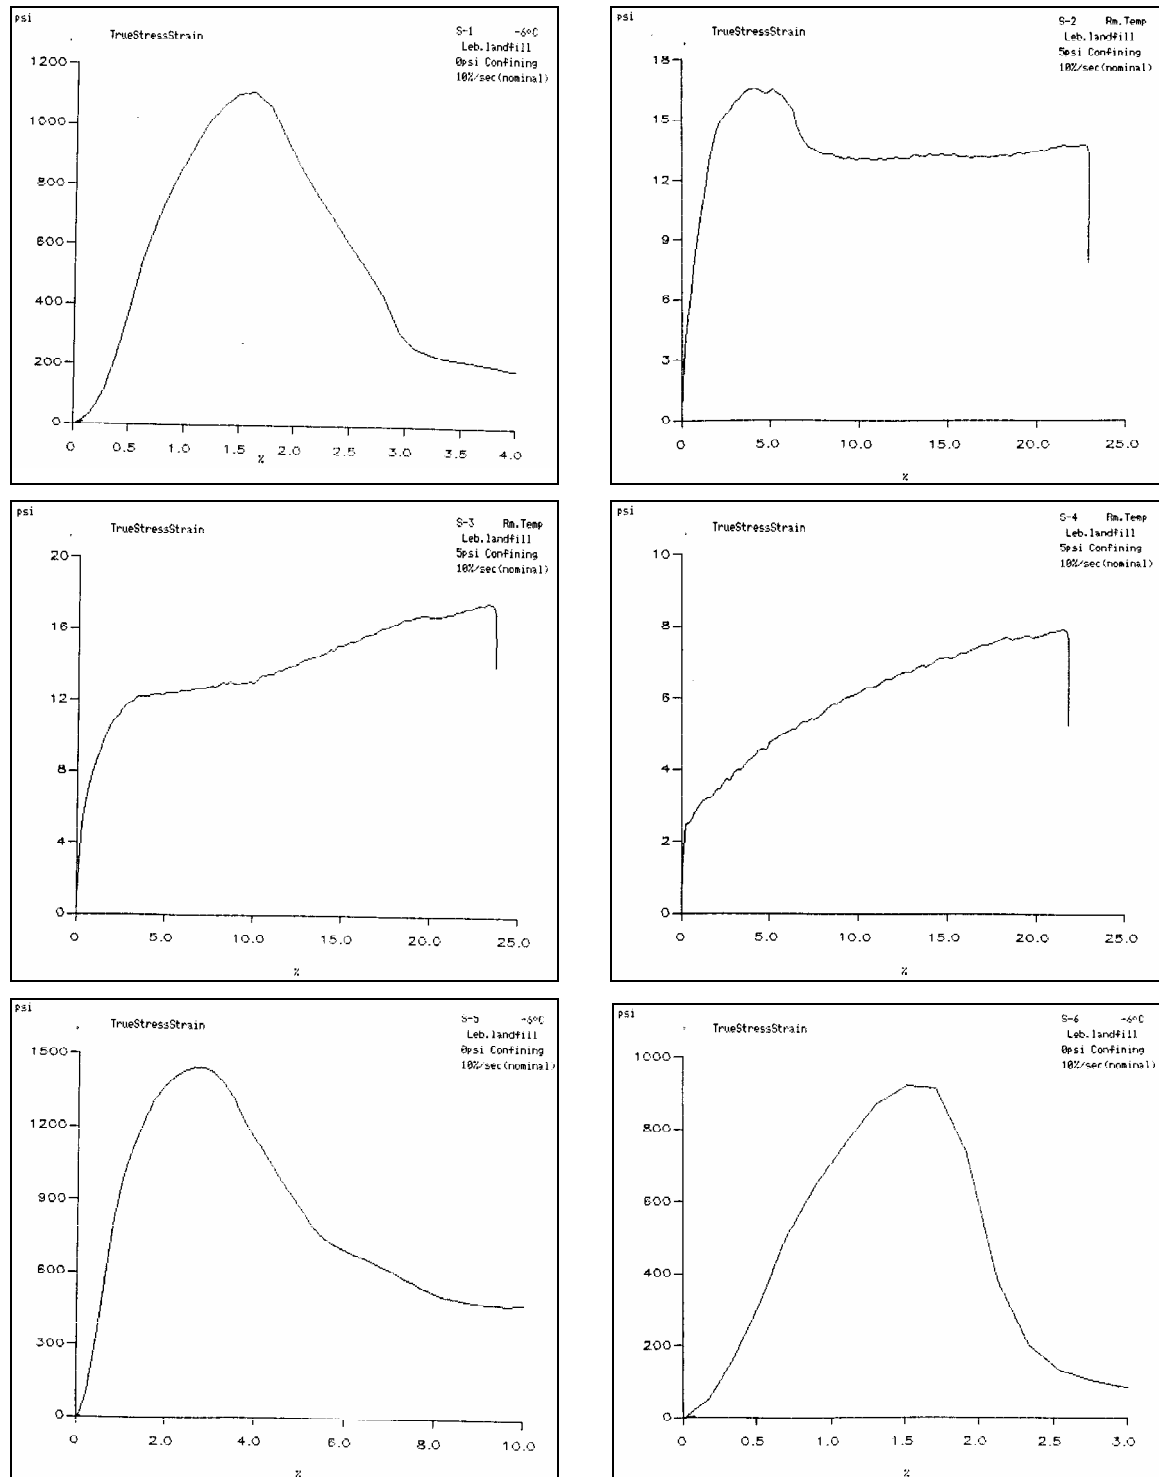 psi
TrueStressStrain
S-1 -6°C
Leb.landfill
0psi Confining
10%/sec(nominal)
1200
1000
800
600
400
200
0
0 0.5 1.0 1.5 2.0 2.5 3.0 3.5 4.0
%
psi
TrueStressStrain
S-2 Rm.Temp
Leb.landfill
5psi Confining
10%/sec(nominal)
18
15
12
9
6
3
0
0 5.0 10.0 15.0 20.0 25.0
%
psi
TrueStressStrain
S-3 Rm.Temp
Leb.landfill
5psi Confining
10%/sec(nominal)
20
16
12
8
4
0
0 5.0 10.0 15.0 20.0 25.0
%
psi
TrueStressStrain
S-4 Rm.Temp
Leb.landfill
5psi Confining
10%/sec(nominal)
10
8
6
4
2
0
0 5.0 10.0 15.0 20.0 25.0
%
psi
TrueStressStrain
S-5 -6°C
Leb.landfill
0psi Confining
10%/sec(nominal)
1500
1200
900
600
300
0
0 2.0 4.0 6.0 8.0 10.0
%
psi
TrueStressStrain
S-6 -6°C
Leb.landfill
0psi Confining
10%/sec(nominal)
1000
800
600
400
200
0
0 0.5 1.0 1.5 2.0 2.5 3.0
%